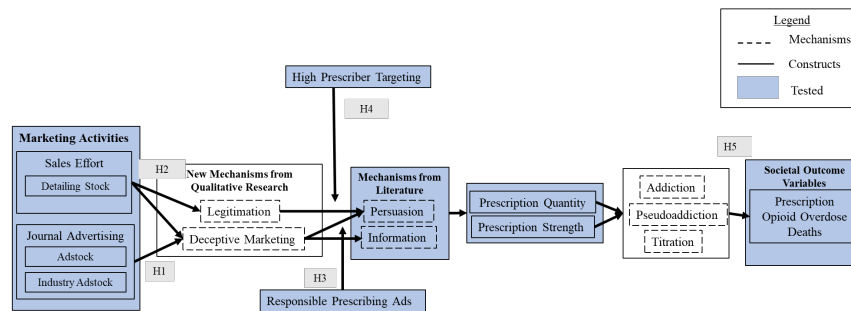 Legend
Mechanisms
Constructs
Tested
High Prescriber Targeting
H4
Marketing Activities
Sales Effort
Detailing Stock
Journal Advertising
Adstock
Industry Adstock
H2
H1
New Mechanisms from
Qualitative Research
Legitimation
Deceptive Marketing
Mechanisms from
Literature
Persuasion
Information
H3
Responsible Prescribing Ads
Prescription Quantity
Prescription Strength
Addiction
Pseudoaddiction
Titration
H5
Societal Outcome
Variables
Prescription
Opioid Overdose
Deaths